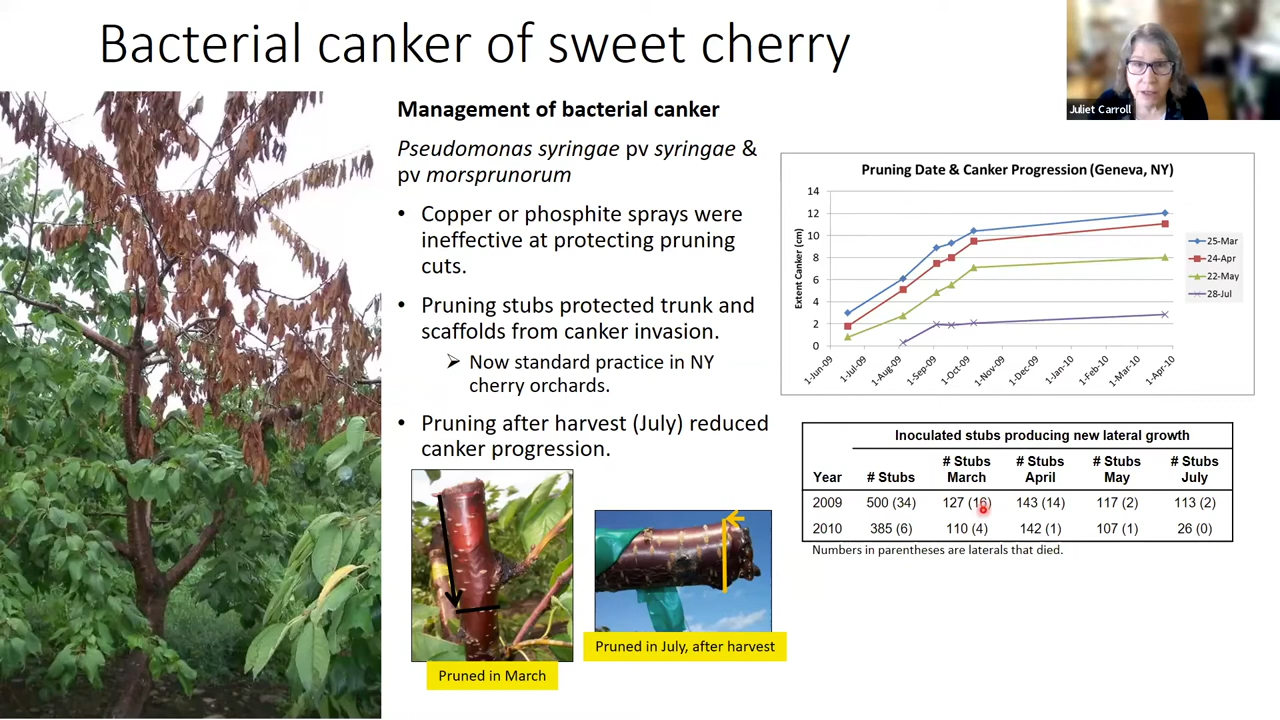 Bacterial canker of sweet cherry
Juliet Carroll
Management of bacterial canker
Pseudomonas syringae pv syringae &
pv morsprunorum
• Copper or phosphite sprays were
ineffective at protecting pruning
cuts.
• Pruning stubs protected trunk and
scaffolds from canker invasion.
➢ Now standard practice in NY
cherry orchards.
• Pruning after harvest (July) reduced
canker progression.
Pruned in March
Pruned in July, after harvest
Pruning Date & Canker Progression (Geneva, NY)
Extent Canker (cm)
14
12
10
8
6
4
2
0
1-Jun-09 1-Jul-09 1-Aug-09 1-Sep-09 1-Oct-09 1-Nov-09 1-Dec-09 1-Jan-10 1-Feb-10 1-Mar-10 1-Apr-10
25-Mar
24-Apr
22-May
28-Jul
Inoculated stubs producing new lateral growth
# Stubs # Stubs # Stubs # Stubs
Year # Stubs March April May July
2009 500 (34) 127 (16) 143 (14) 117 (2) 113 (2)
2010 385 (6) 110 (4) 142 (1) 107 (1) 26 (0)
Numbers in parentheses are laterals that died.